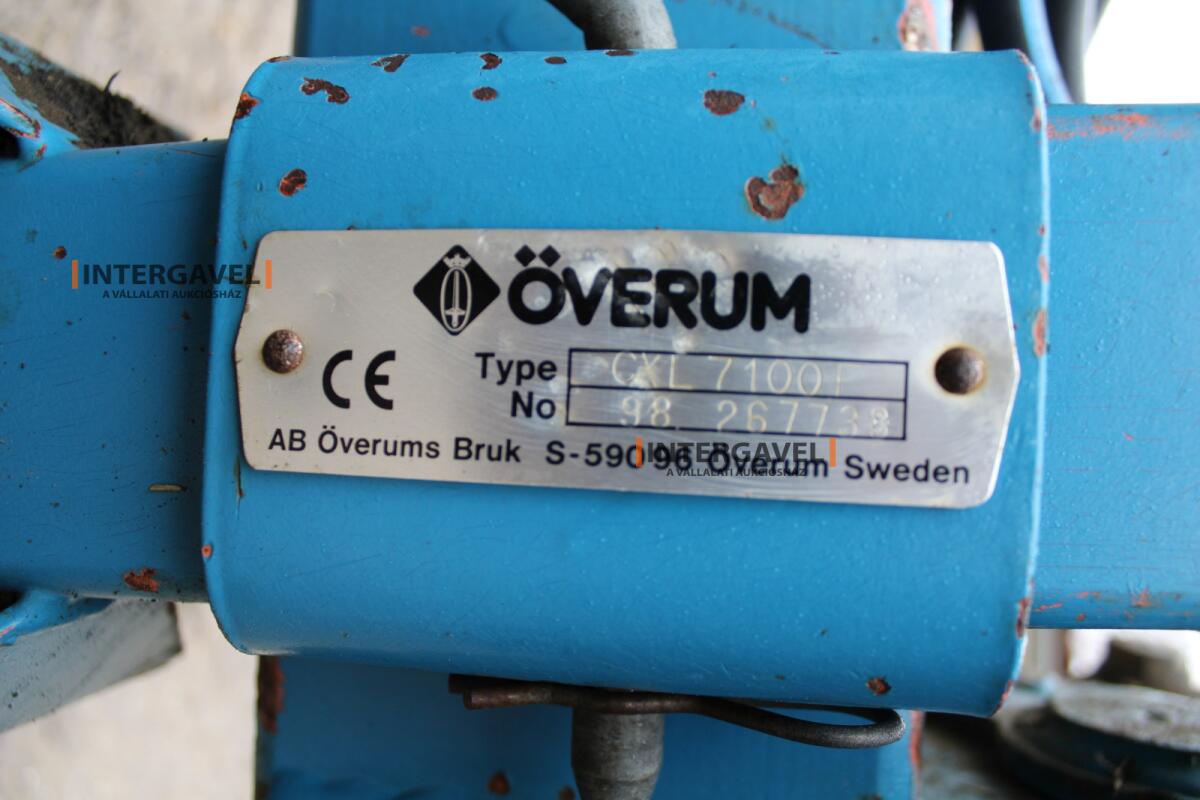 ÖVERUM
CE
Type CXL 7100
No 98 26773
AB Överums Bruk S-590 96 Överum Sweden
INTERGAVEL
A VÁLLALATI AUKCIÓSHÁZ
INTERGAVEL
A VÁLLALATI AUKCIÓSHÁZ